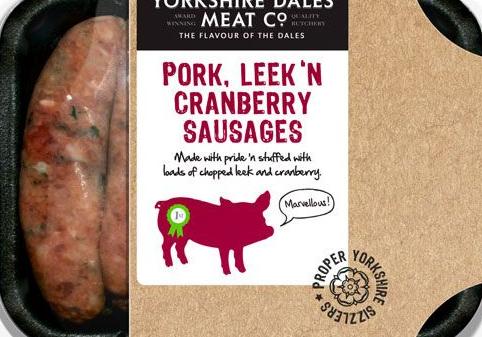 YORKSHIRE DALES
AWARD WINNING MEAT Cº QUALITY BUTCHERY
THE FLAVOUR OF THE DALES
PORK, LEEK 'N
CRANBERRY
SAUSAGES
Made with pride 'n stuffed with
loads of chopped leek and cranberry.
1st
Marvellous!
PROPER YORKSHIRE SIZZLERS